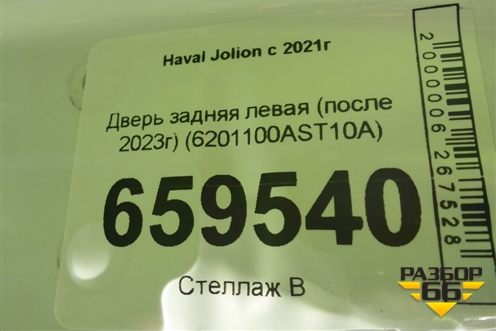 Haval Jolion с 2021г
Дверь задняя левая (после
2023г) (6201100AST10A)
659540
Стеллаж В
2000006267528
РАЗБОР
66